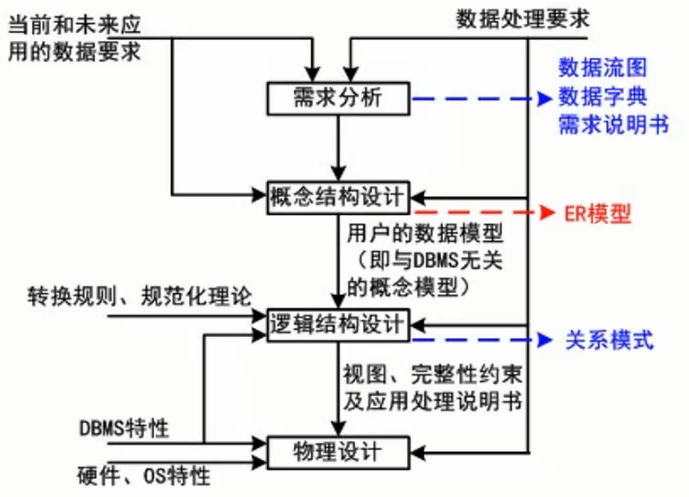 当前和未来应
用的数据要求
数据处理要求
需求分析
数据流图
数据字典
需求说明书
概念结构设计
ER模型
用户的数据模型
（即与DBMS无关
的概念模型）
转换规则、规范化理论
逻辑结构设计
关系模式
视图、完整性约束
及应用处理说明书
DBMS特性
物理设计
硬件、OS特性